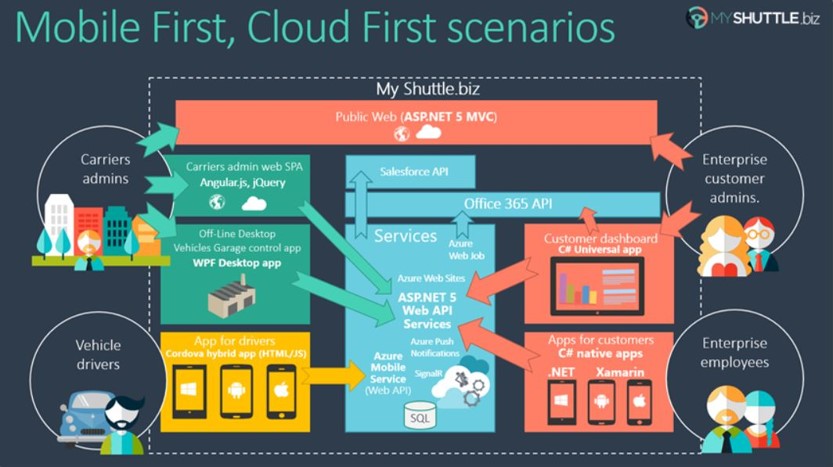 Mobile First, Cloud First scenarios
MYSHUTTLE.biz
My Shuttle.biz
Public Web (ASP.NET 5 MVC)
Carriers
admins
Carriers admin web SPA
Angular.js, jQuery
Salesforce API
Office 365 API
Enterprise
customer
admins.
Off-Line Desktop
Vehicles Garage control app
WPF Desktop app
Services
Azure
Web Job
Azure Web Sites
ASP.NET 5
Web API
Services
Customer dashboard
C# Universal app
Vehicle
drivers
App for drivers
Cordova hybrid app (HTML/JS)
Azure Push
Notifications
Azure
Mobile
Service
(Web API)
SignalR
SQL
Apps for customers
C# native apps
.NET Xamarin
Enterprise
employees